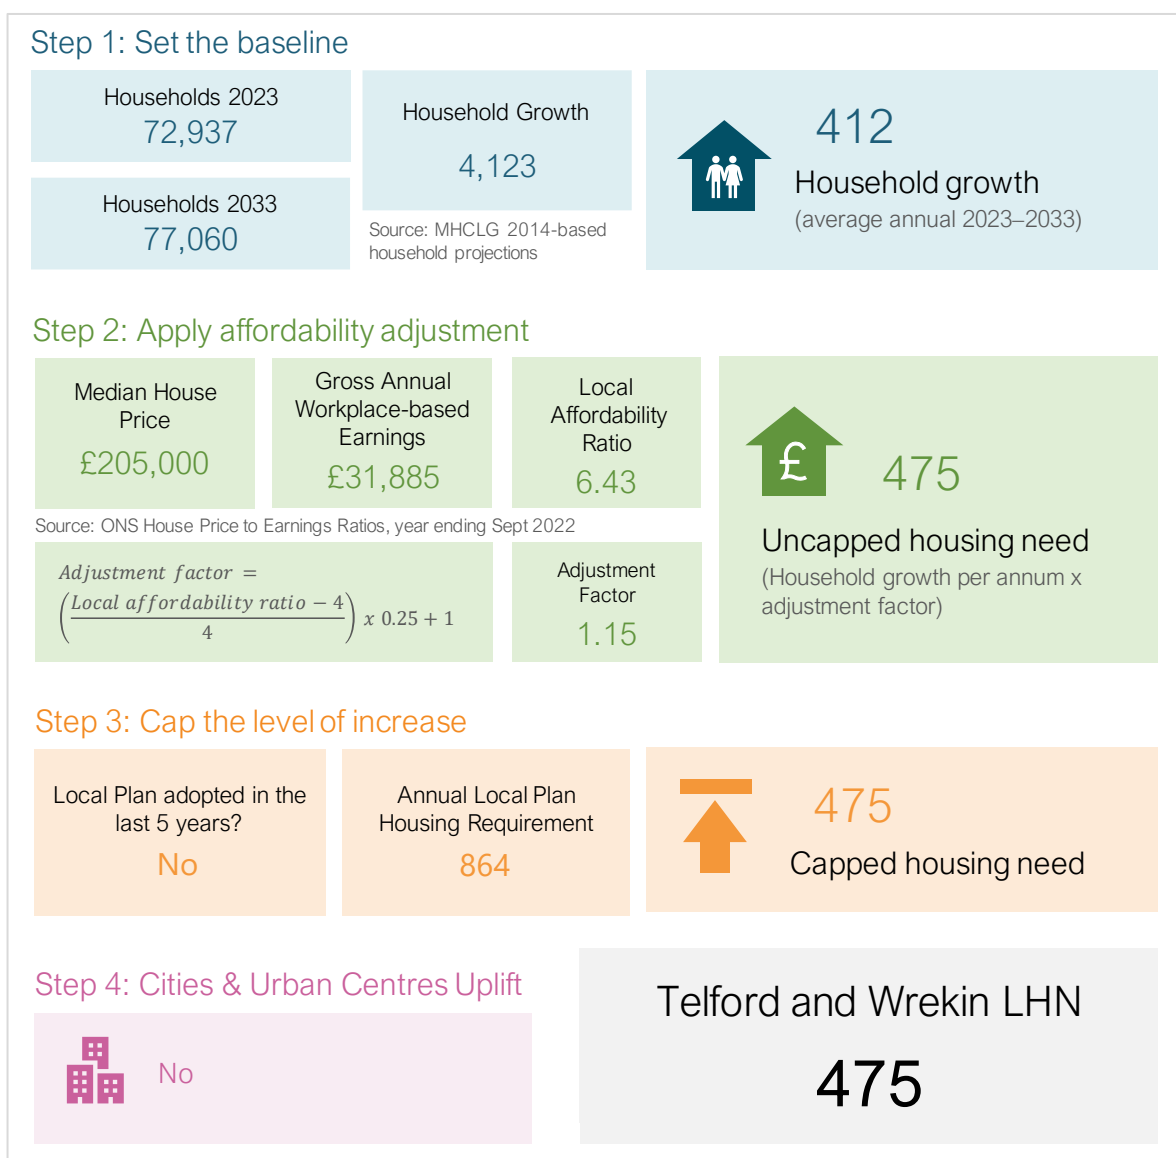 Step 1: Set the baseline
Households 2023
72,937
Households 2033
77,060
Household Growth
4,123
Source: MHCLG 2014-based
household projections
412
Household growth
(average annual 2023–2033)
Step 2: Apply affordability adjustment
Median House
Price
£205,000
Gross Annual
Workplace-based
Earnings
£31,885
Local
Affordability
Ratio
6.43
Source: ONS House Price to Earnings Ratios, year ending Sept 2022
Adjustment factor =
(Local affordability ratio − 4
4
) x 0.25 + 1
Adjustment
Factor
1.15
£
475
Uncapped housing need
(Household growth per annum x
adjustment factor)
Step 3: Cap the level of increase
Local Plan adopted in the
last 5 years?
No
Annual Local Plan
Housing Requirement
864
475
Capped housing need
Step 4: Cities & Urban Centres Uplift
No
Telford and Wrekin LHN
475